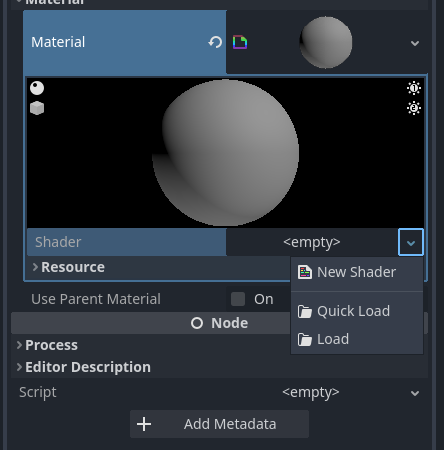 Material
Material
Shader
<empty>
Resource
New Shader
Use Parent Material
On
Quick Load
Node
Load
Process
Editor Description
Script
<empty>
Add Metadata